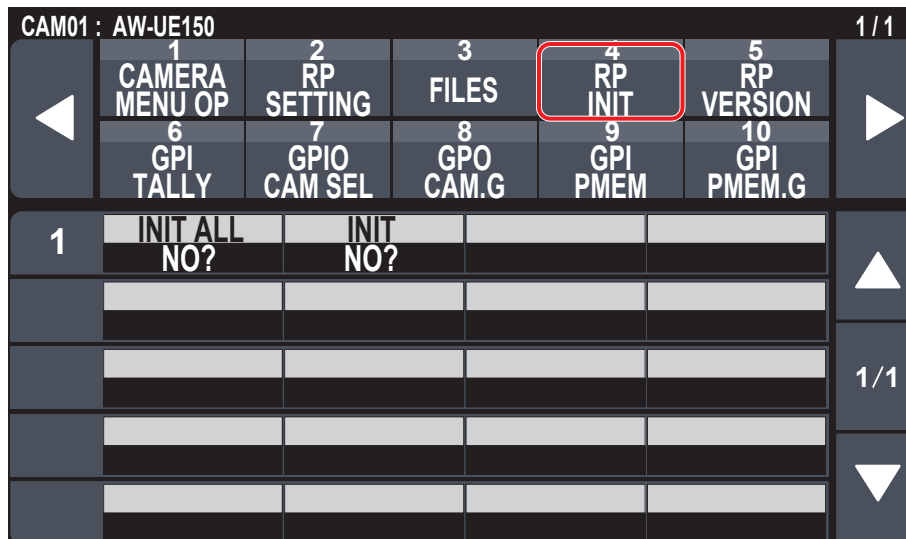 CAM01 : AW-UE150 1 / 1
1 2 3 4 5
CAMERA MENU OP RP SETTING FILES RP INIT RP VERSION
6 7 8 9 10
GPI TALLY GPIO CAM SEL GPO CAM.G GPI PMEM GPI PMEM.G
1 INIT ALL INIT
NO? NO?
1/1